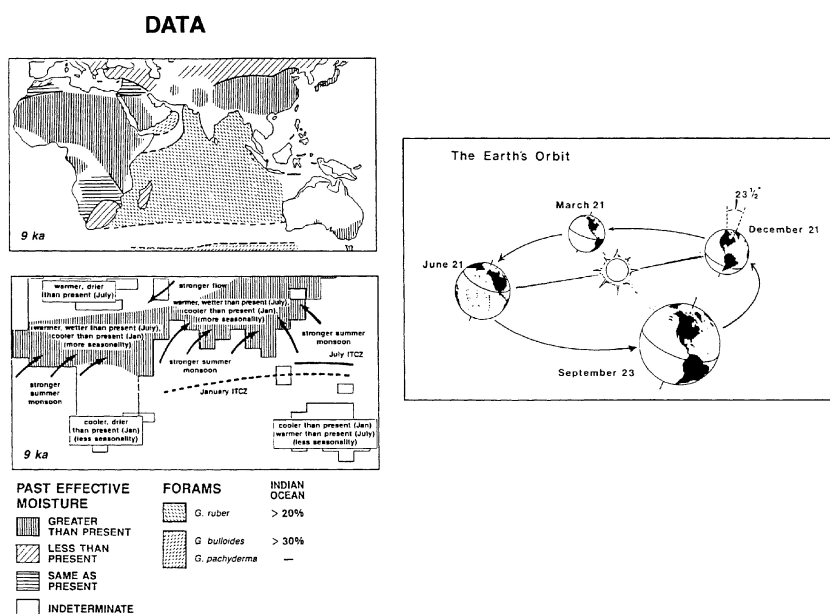 DATA
9 ka
warmer, drier
than present (July)
stronger flow
warmer, wetter than present (July),
cooler than present (Jan)
(more seasonality)
warmer, wetter than present (July),
cooler than present (Jan)
(more seasonality)
stronger summer
monsoon
stronger summer
monsoon
stronger
summer
monsoon
July ITCZ
January ITCZ
cooler, drier
than present (Jan)
(less seasonality)
cooler than present (Jan)
warmer than present (July)
(less seasonality)
9 ka
PAST EFFECTIVE
MOISTURE
GREATER
THAN PRESENT
LESS THAN
PRESENT
SAME AS
PRESENT
INDETERMINATE
FORAMS
INDIAN
OCEAN
G. ruber > 20%
G bulloides > 30%
G. pachyderma —
The Earth's Orbit
23 ½°
March 21
December 21
June 21
September 23